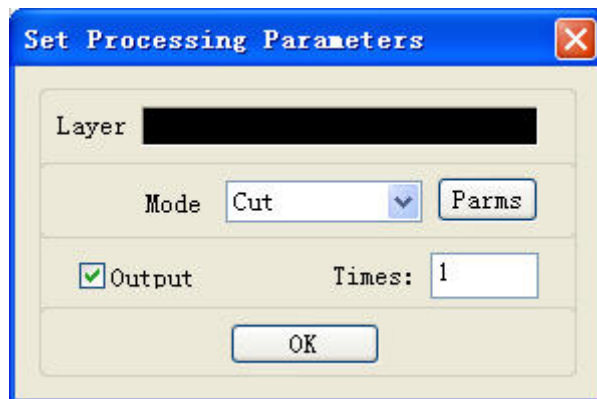 Set Processing Parameters
Layer
Mode Cut Parms
Output Times: 1
OK